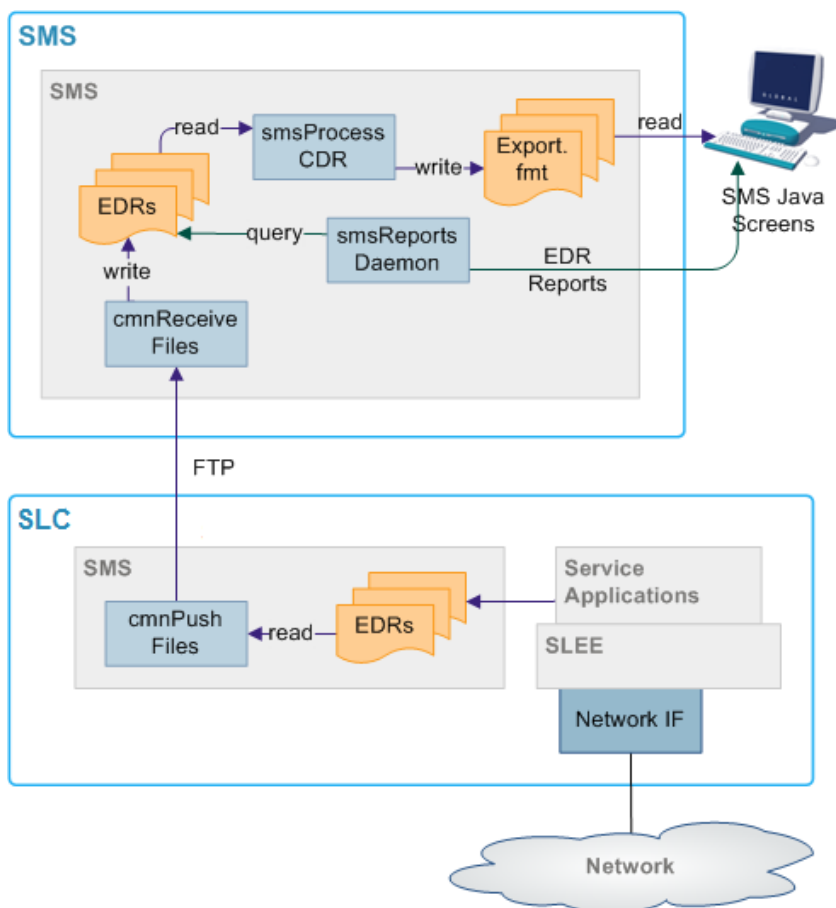 SMS
SMS
read
smsProcess
CDR
write
Export.
fmt
read
GLOBAL
SMS Java
Screens
EDRs
query
smsReports
Daemon
EDR
Reports
write
cmnReceive
Files
FTP
SLC
SMS
cmnPush
Files
read
EDRs
Service
Applications
SLEE
Network IF
Network